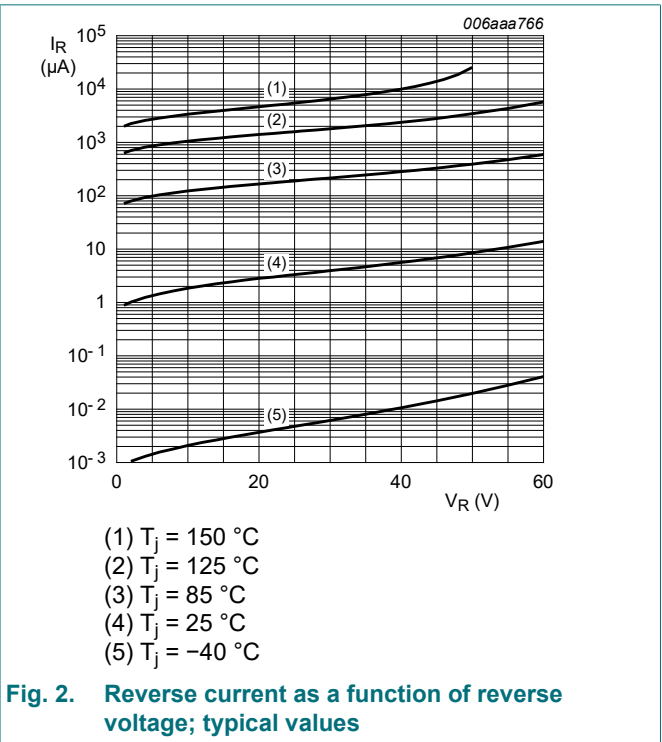 006aaa766
I_R
(µA)
10^5
10^4
10^3
10^2
10
1
10^-1
10^-2
10^-3
(1)
(2)
(3)
(4)
(5)
0 20 40 60
V_R (V)
(1) T_j = 150 °C
(2) T_j = 125 °C
(3) T_j = 85 °C
(4) T_j = 25 °C
(5) T_j = −40 °C
Fig. 2. Reverse current as a function of reverse
voltage; typical values